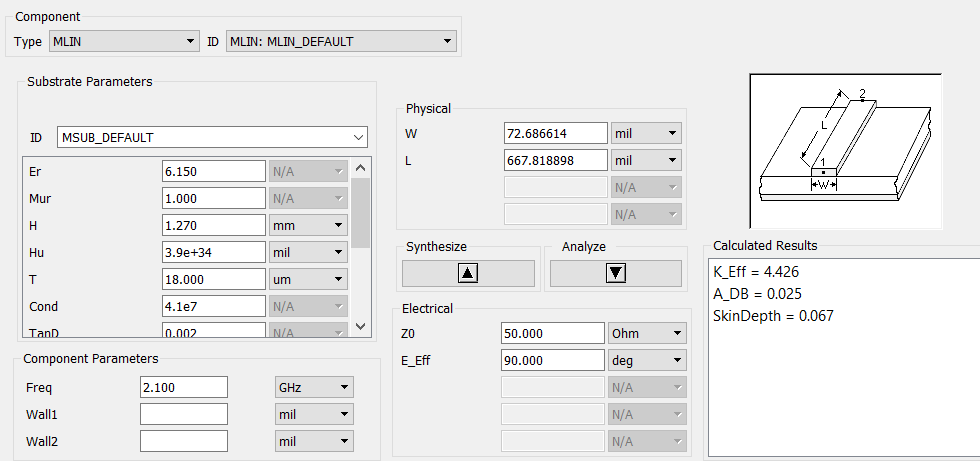 Component
Type MLIN ID MLIN: MLIN_DEFAULT
Substrate Parameters
ID MSUB_DEFAULT
Er 6.150 N/A
Mur 1.000 N/A
H 1.270 mm
Hu 3.9e+34 mil
T 18.000 um
Cond 4.1e7 N/A
TanD 0.002 N/A
Component Parameters
Freq 2.100 GHz
Wall1 mil
Wall2 mil
Physical
W 72.686614 mil
L 667.818898 mil
N/A
N/A
Synthesize Analyze
Electrical
Z0 50.000 Ohm
E_Eff 90.000 deg
N/A
N/A
N/A
2
L
1
W
Calculated Results
K_Eff = 4.426
A_DB = 0.025
SkinDepth = 0.067